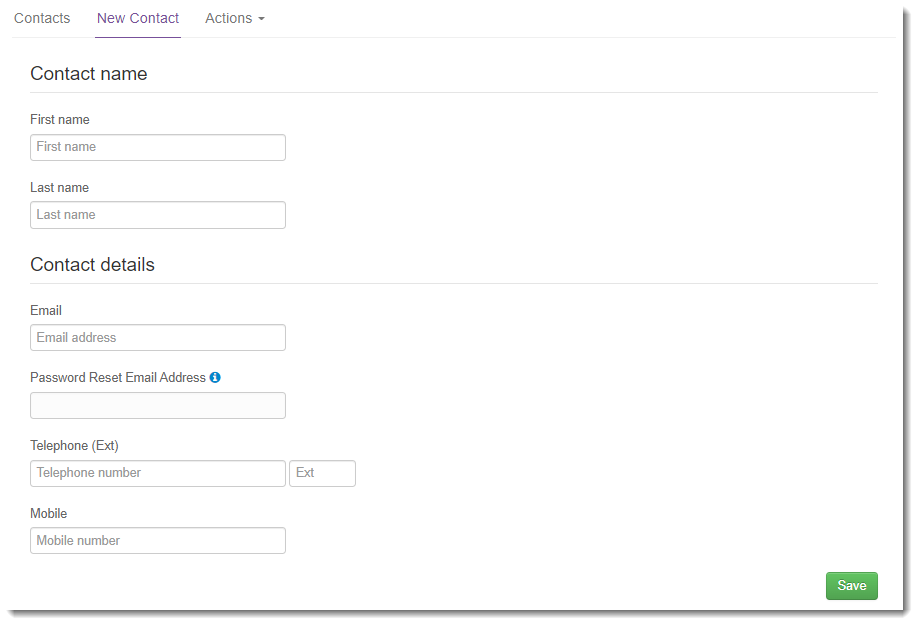 Contacts New Contact Actions
Contact name
First name
First name
Last name
Last name
Contact details
Email
Email address
Password Reset Email Address
Telephone (Ext)
Telephone number Ext
Mobile
Mobile number
Save